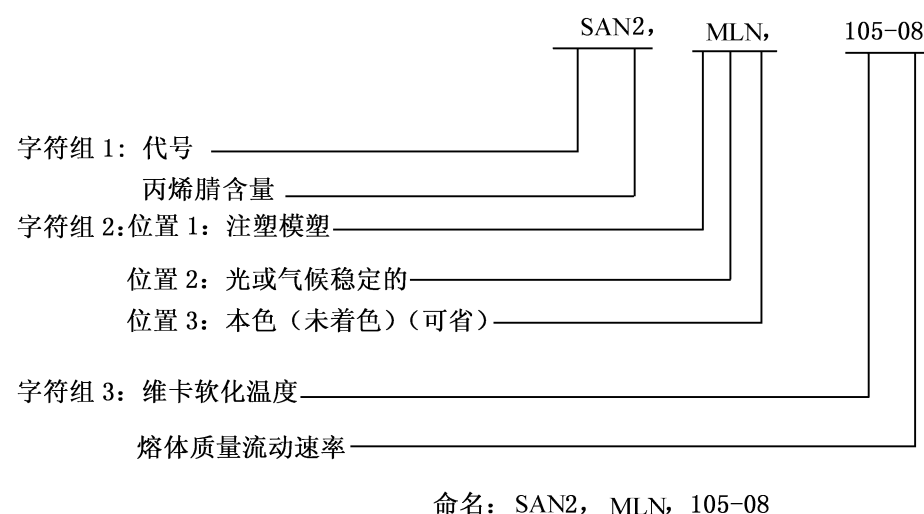 SAN2， MLN， 105-08
字符组 1：代号
丙烯腈含量
字符组 2：位置 1：注塑模塑
位置 2：光或气候稳定的
位置 3：本色（未着色）（可省）
字符组 3：维卡软化温度
熔体质量流动速率
命名：SAN2， MLN，105-08